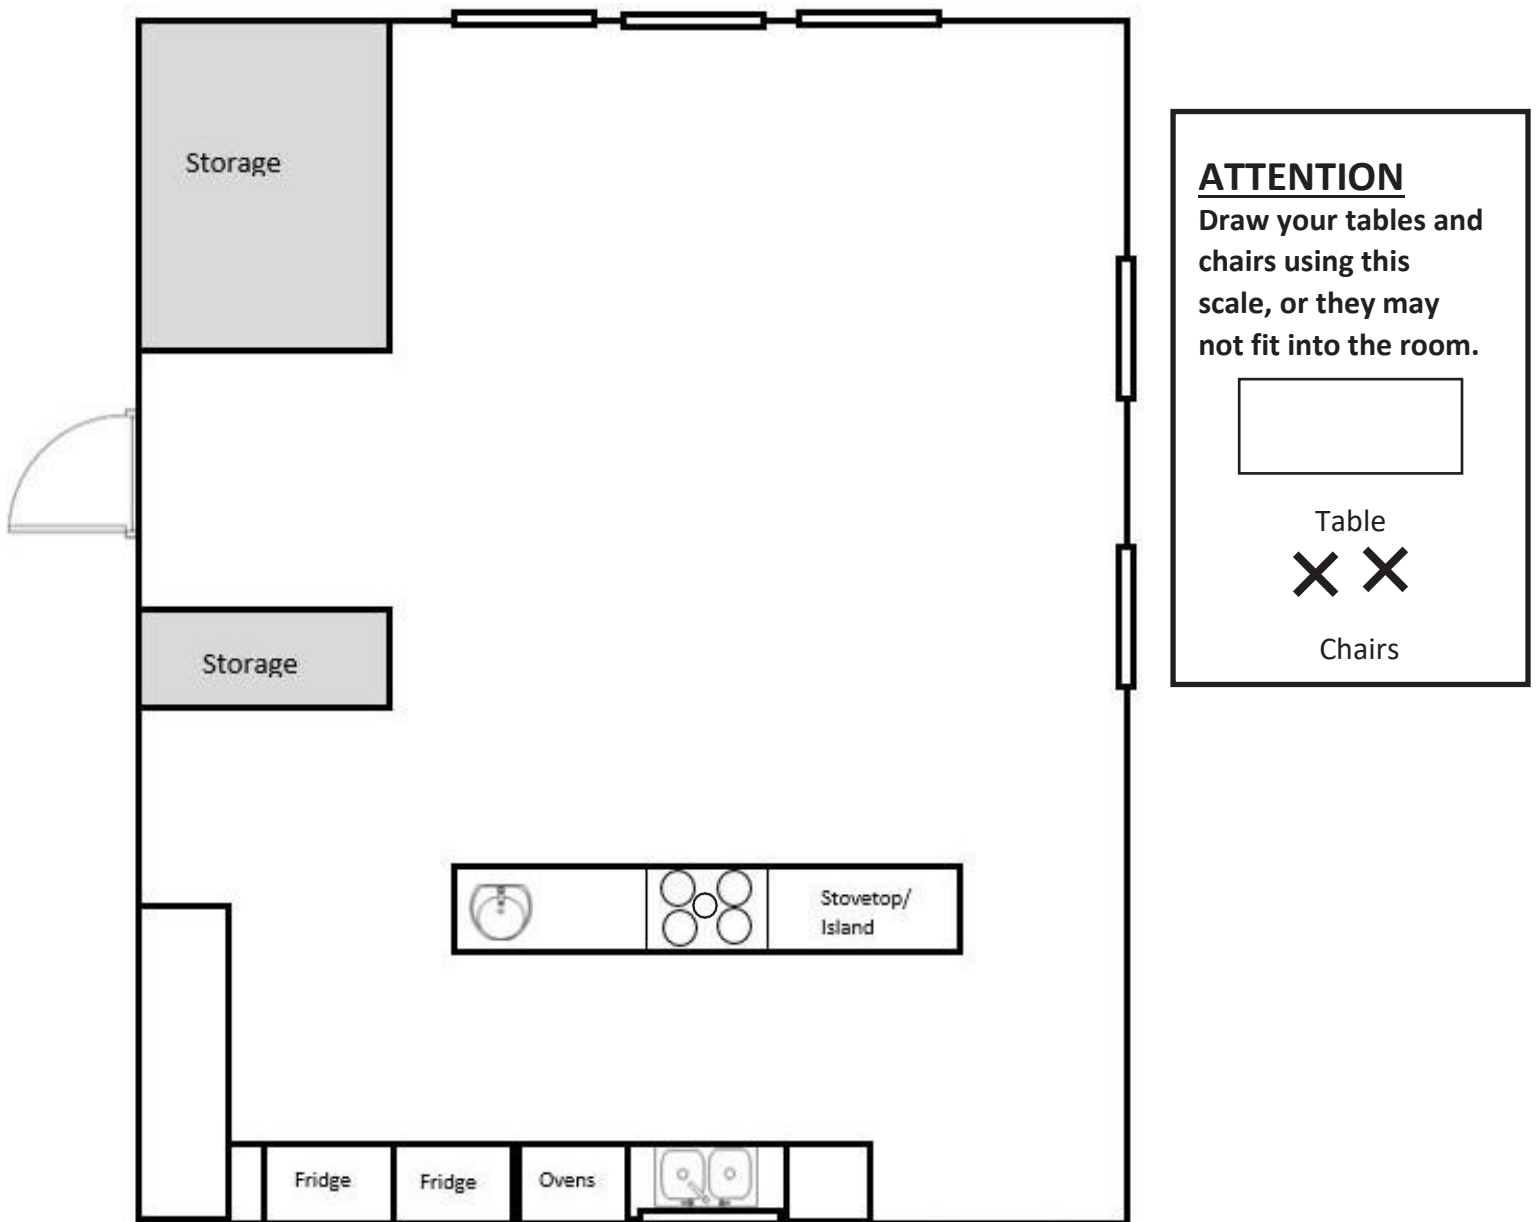 Storage
ATTENTION
Draw your tables and
chairs using this
scale, or they may
not fit into the room.
Table
Chairs
Storage
Stovetop/
Island
Fridge
Fridge
Ovens